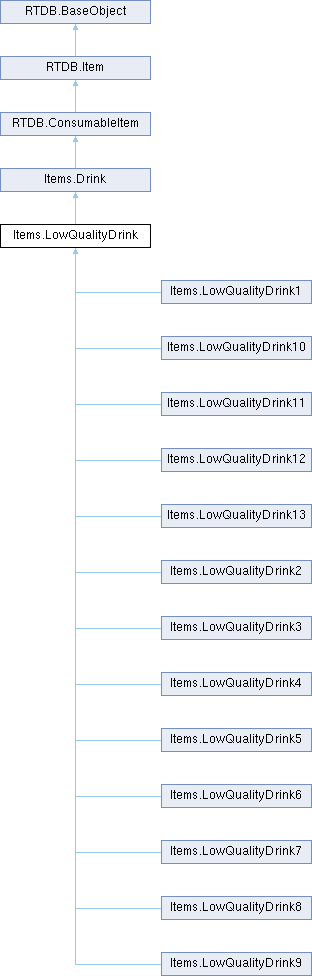 RTDB.BaseObject
RTDB.Item
RTDB.ConsumableItem
Items.Drink
Items.LowQualityDrink
Items.LowQualityDrink1
Items.LowQualityDrink10
Items.LowQualityDrink11
Items.LowQualityDrink12
Items.LowQualityDrink13
Items.LowQualityDrink2
Items.LowQualityDrink3
Items.LowQualityDrink4
Items.LowQualityDrink5
Items.LowQualityDrink6
Items.LowQualityDrink7
Items.LowQualityDrink8
Items.LowQualityDrink9